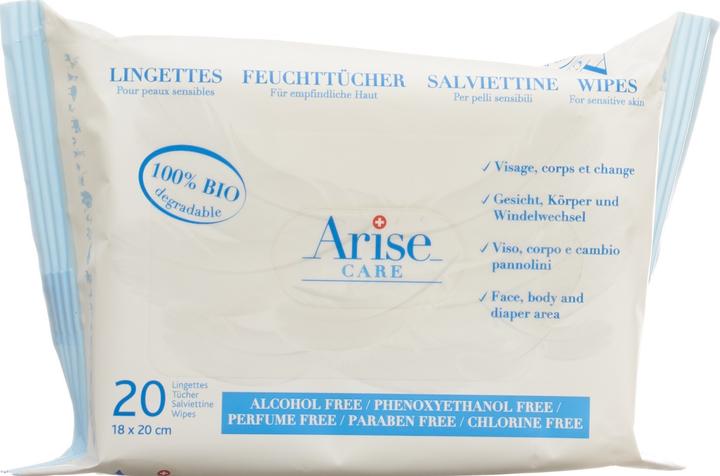 LINGETTES
Pour peaux sensibles
FEUCHTTÜCHER
Für empfindliche Haut
SALVIETTINE
Per pelli sensibili
WIPES
For sensitive skin
100% BIO
degradable
✓ Visage, corps et change
✓ Gesicht, Körper und
Windelwechsel
✓ Viso, corpo e cambio
pannolini
✓ Face, body and
diaper area
Arise
CARE
20
Lingettes
Tücher
Salviettine
Wipes
18 x 20 cm
ALCOHOL FREE / PHENOXYETHANOL FREE /
PERFUME FREE / PARABEN FREE / CHLORINE FREE